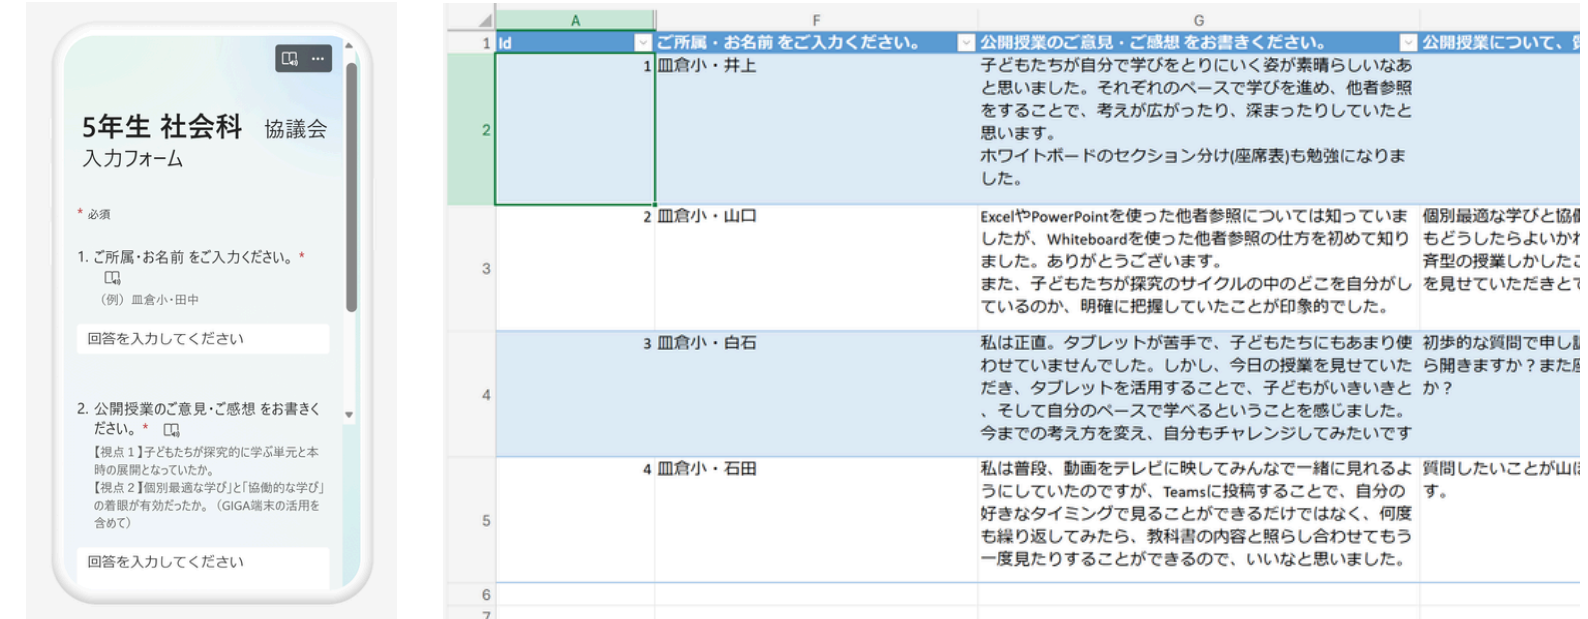 5年生 社会科 協議会
入力フォーム
* 必須
1. ご所属・お名前 をご入力ください。 *
(例) 皿倉小・田中
回答を入力してください
2. 公開授業のご意見・ご感想 をお書きく
ださい。 *
【視点１】子どもたちが探究的に学ぶ単元と本
時の展開となっていたか。
【視点２】「個別最適な学び」と「協働的な学び」
の着眼が有効だったか。（GIGA端末の活用を
含めて）
回答を入力してください
A F G
1 Id ご所属・お名前 をご入力ください。 公開授業のご意見・ご感想 をお書きください。 公開授業について、
2 1 皿倉小・井上 子どもたちが自分で学びをとりにいく姿が素晴らしいなあ
と思いました。それぞれのペースで学びを進め、他者参照
をすることで、考えが広がったり、深まったりしていたと
思います。
ホワイトボードのセクション分け(座席表)も勉強になりま
した。
3 2 皿倉小・山口 ExcelやPowerPointを使った他者参照については知っていま 個別最適な学びと協
したが、Whiteboardを使った他者参照の仕方を初めて知り もどうしたらよいか
ました。ありがとうございます。 斉型の授業しかしたこ
また、子どもたちが探究のサイクルの中のどこを自分がし を見せていただきと
ているのか、明確に把握していたことが印象的でした。
4 3 皿倉小・白石 私は正直。タブレットが苦手で、子どもたちにもあまり使 初歩的な質問で申し
わせていませんでした。しかし、今日の授業を見せていた ら開きますか？また
だき、タブレットを活用することで、子どもがいきいきと か？
、そして自分のペースで学べるということを感じました。
今までの考え方を変え、自分もチャレンジしてみたいです
5 4 皿倉小・石田 私は普段、動画をテレビに映してみんなで一緒に見れるよ 質問したいことが山
うにしていたのですが、Teamsに投稿することで、自分の す。
好きなタイミングで見ることができるだけではなく、何度
も繰り返してみたら、教科書の内容と照らし合わせてもう
一度見たりすることができるので、いいなと思いました。
6
7